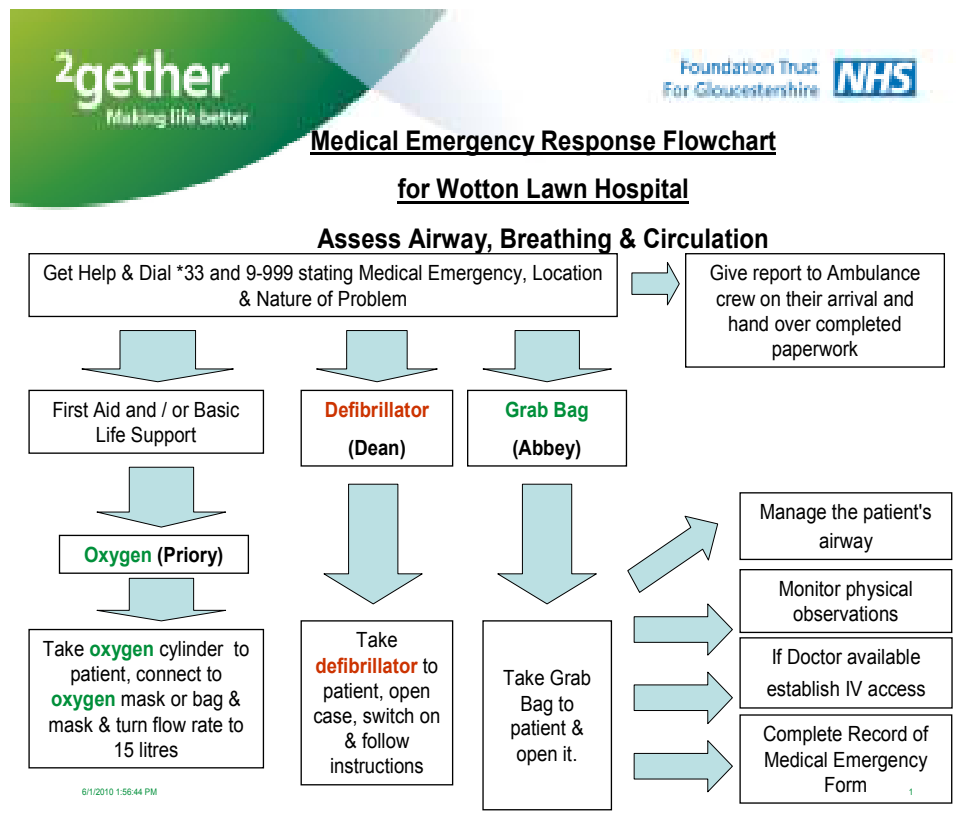 2gether
Making life better
Foundation Trust
For Gloucestershire
NHS
Medical Emergency Response Flowchart
for Wotton Lawn Hospital
Assess Airway, Breathing & Circulation
Get Help & Dial *33 and 9-999 stating Medical Emergency, Location
& Nature of Problem
Give report to Ambulance
crew on their arrival and
hand over completed
paperwork
First Aid and / or Basic
Life Support
Defibrillator
(Dean)
Grab Bag
(Abbey)
Oxygen (Priory)
Take oxygen cylinder to
patient, connect to
oxygen mask or bag &
mask & turn flow rate to
15 litres
Take
defibrillator to
patient, open
case, switch on
& follow
instructions
Take Grab
Bag to
patient &
open it.
Manage the patient's
airway
Monitor physical
observations
If Doctor available
establish IV access
Complete Record of
Medical Emergency
Form
6/1/2010 1:56:44 PM
1